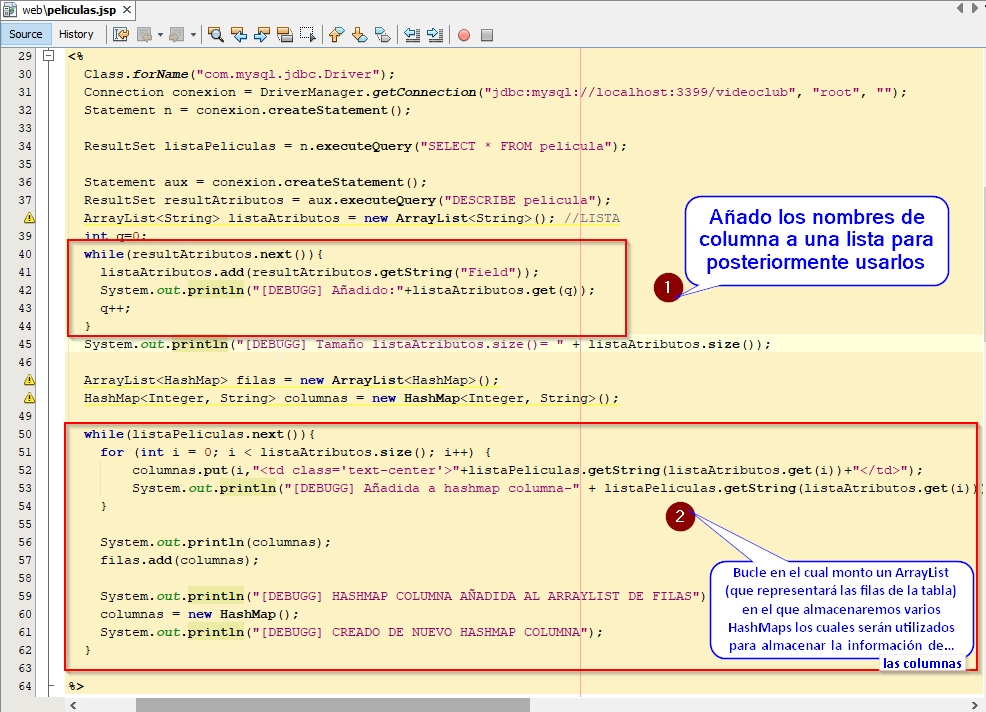 web\peliculas.jsp
Source History
29 <%
30 Class.forName("com.mysql.jdbc.Driver");
31 Connection conexion = DriverManager.getConnection("jdbc:mysql://localhost:3399/videoclub", "root", "");
32 Statement n = conexion.createStatement();
33
34 ResultSet listaPeliculas = n.executeQuery("SELECT * FROM pelicula");
35
36 Statement aux = conexion.createStatement();
37 ResultSet resultAtributos = aux.executeQuery("DESCRIBE pelicula");
ArrayList<String> listaAtributos = new ArrayList<String>(); //LISTA
39 int q=0;
40 while(resultAtributos.next()){
41 listaAtributos.add(resultAtributos.getString("Field"));
42 System.out.println("[DEBUGG] Añadido:"+listaAtributos.get(q));
43 q++;
44 }
45 System.out.println("[DEBUGG] Tamaño listaAtributos.size()= " + listaAtributos.size());
46
ArrayList<HashMap> filas = new ArrayList<HashMap>();
HashMap<Integer, String> columnas = new HashMap<Integer, String>();
49
50 while(listaPeliculas.next()){
51 for (int i = 0; i < listaAtributos.size(); i++) {
52 columnas.put(i,"<td class='text-center'>"+listaPeliculas.getString(listaAtributos.get(i))+"</td>");
53 System.out.println("[DEBUGG] Añadida a hashmap columna-" + listaPeliculas.getString(listaAtributos.get(i))
54 }
55
56 System.out.println(columnas);
57 filas.add(columnas);
58
59 System.out.println("[DEBUGG] HASHMAP COLUMNA AÑADIDA AL ARRAYLIST DE FILAS")
60 columnas = new HashMap();
61 System.out.println("[DEBUGG] CREADO DE NUEVO HASHMAP COLUMNA");
62 }
63
64 %>
Añado los nombres de
columna a una lista para
posteriormente usarlos
1
2
Bucle en el cual monto un ArrayList
(que representará las filas de la tabla)
en el que almacenaremos varios
HashMaps los cuales serán utilizados
para almacenar la información de...
las columnas